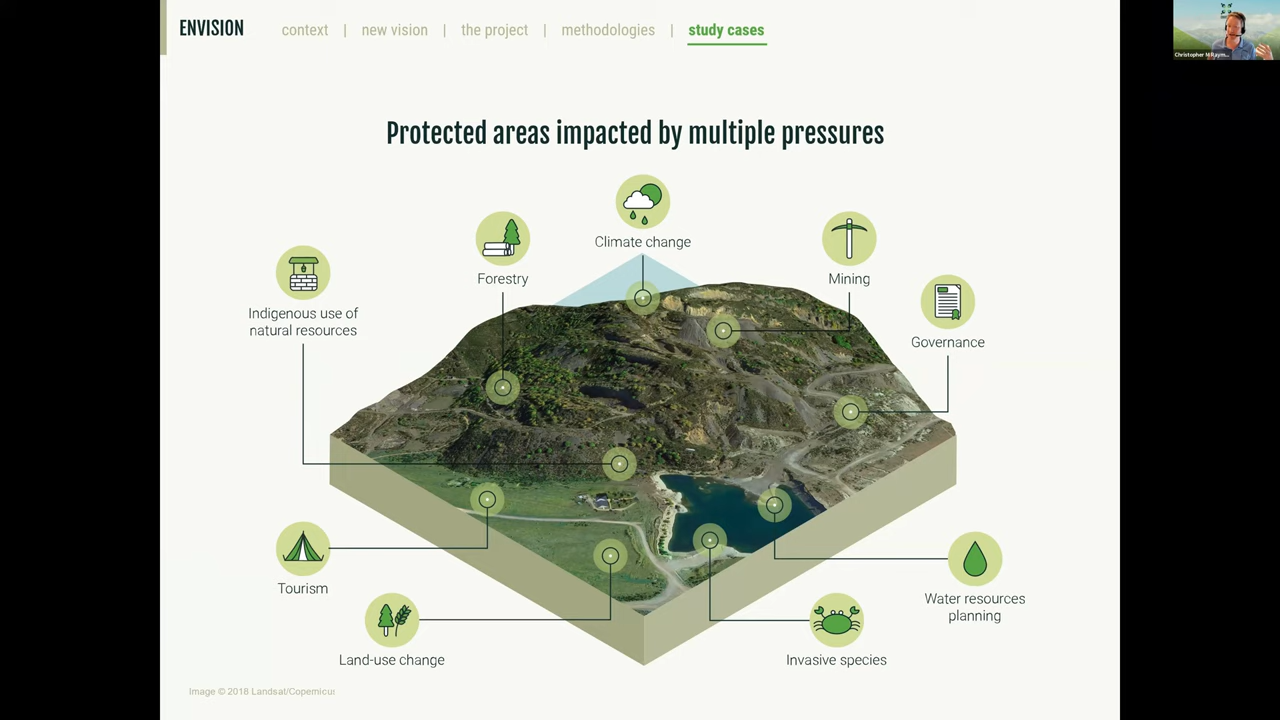 ENVISION
context | new vision | the project | methodologies | study cases
Christopher M Raym...
Protected areas impacted by multiple pressures
Climate change
Forestry
Mining
Indigenous use of
natural resources
Governance
Tourism
Water resources
planning
Land-use change
Invasive species
Image © 2018 Landsat/Copernicus